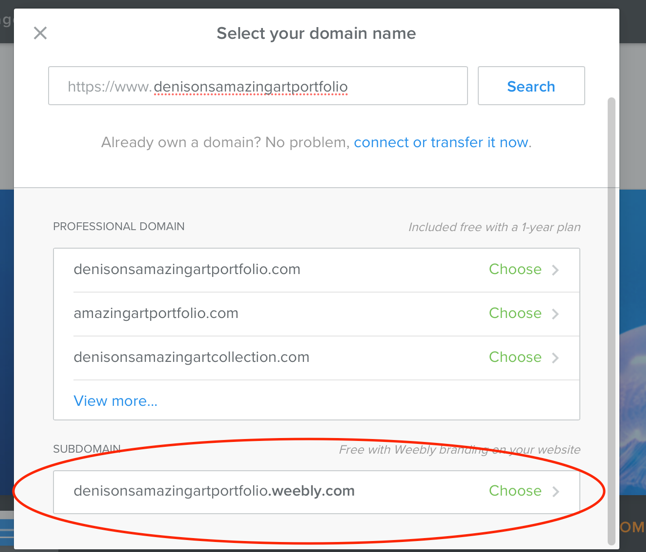 Select your domain name
https://www.denisonsamazingartportfolio
Search
Already own a domain? No problem, connect or transfer it now.
PROFESSIONAL DOMAIN
Included free with a 1-year plan
denisonsamazingartportfolio.com
Choose
amazingartportfolio.com
Choose
denisonsamazingartcollection.com
Choose
View more...
SUBDOMAIN
Free with Weebly branding on your website
denisonsamazingartportfolio.weebly.com
Choose